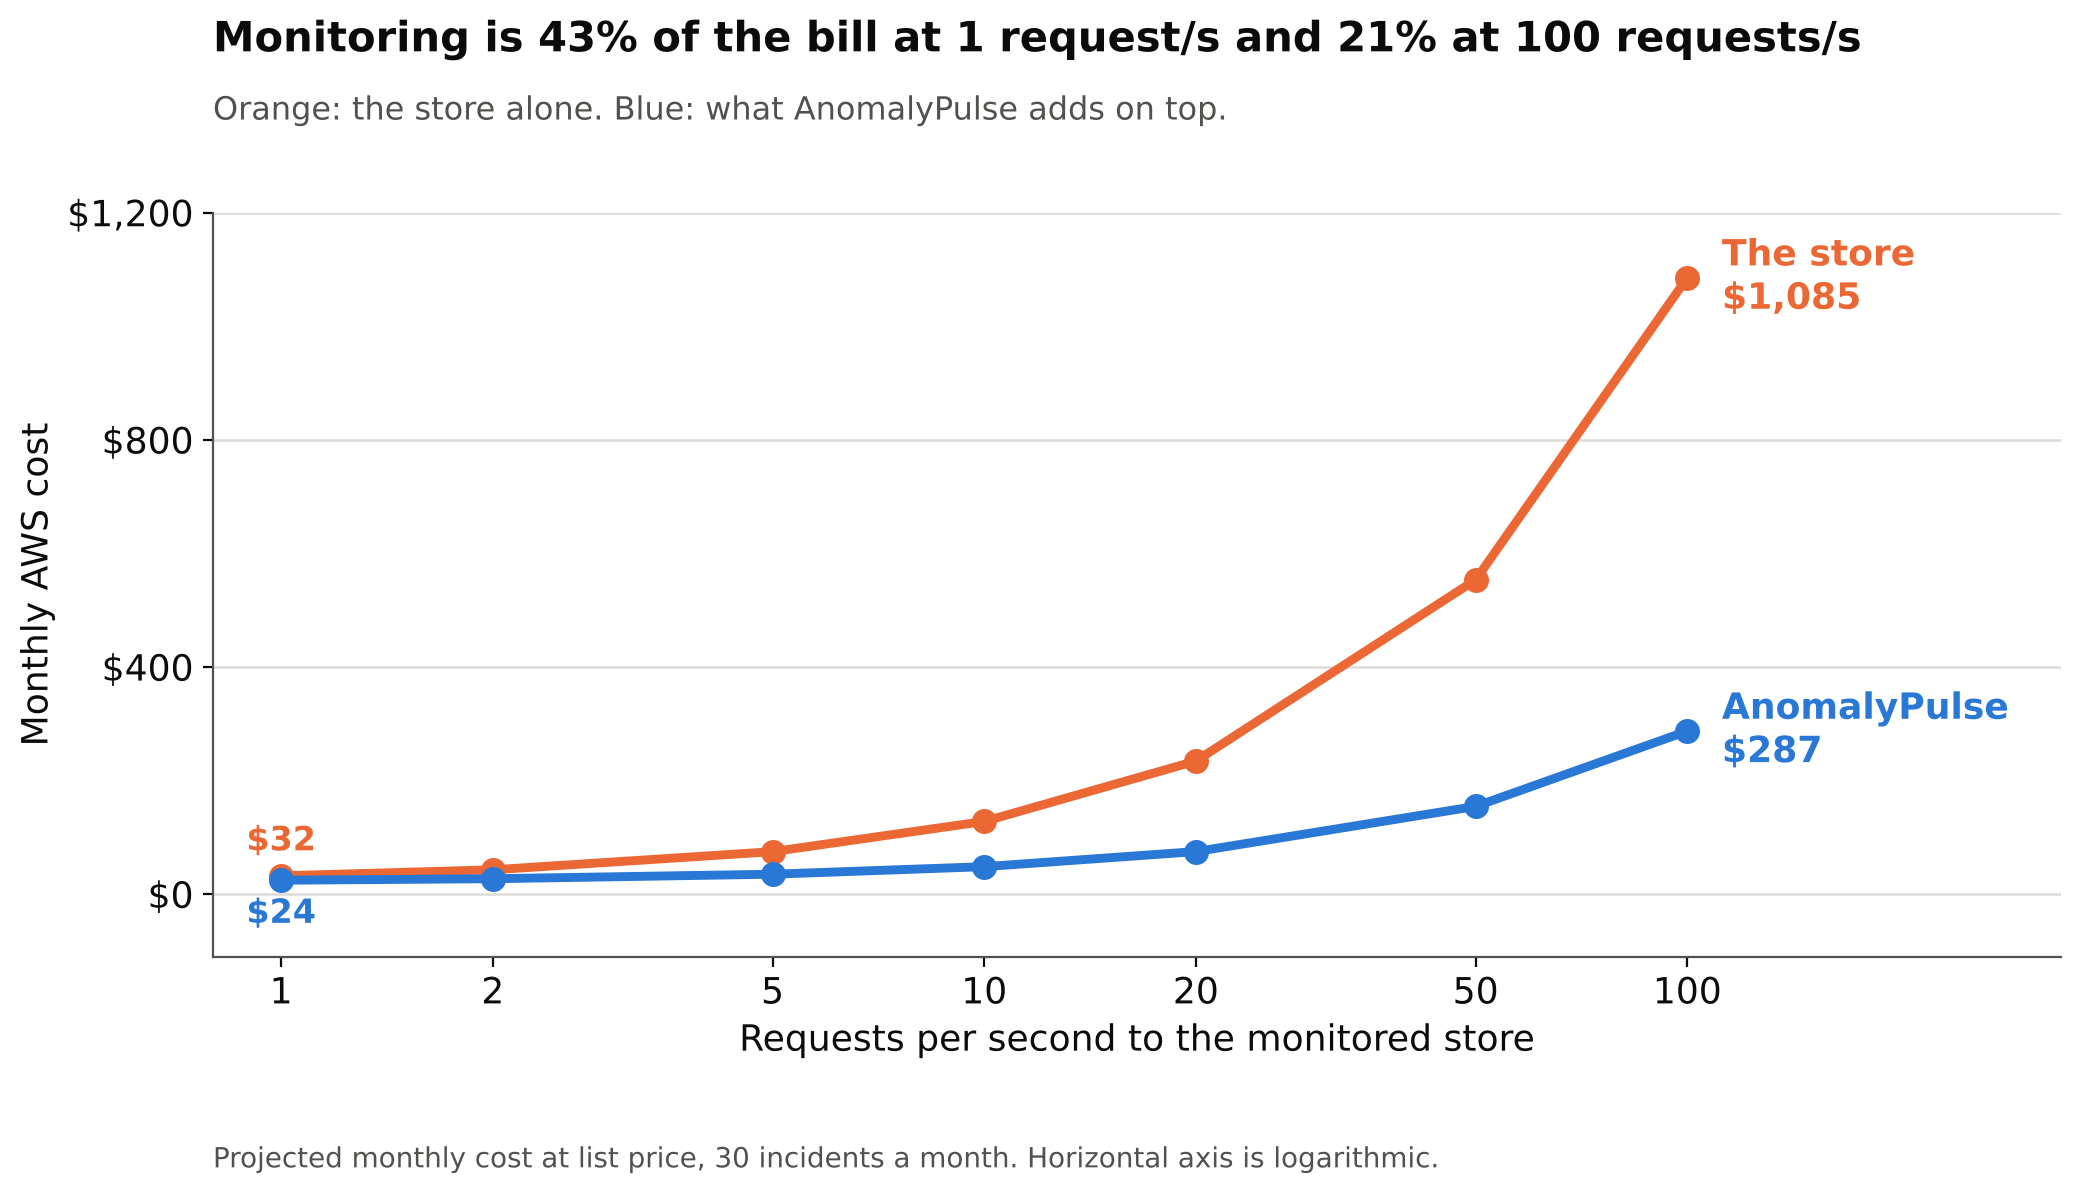 Monitoring is 43% of the bill at 1 request/s and 21% at 100 requests/s
Orange: the store alone. Blue: what AnomalyPulse adds on top.
Monthly AWS cost
$1,200
$800
$400
$0
The store
$1,085
AnomalyPulse
$287
$32
$24
1 2 5 10 20 50 100
Requests per second to the monitored store
Projected monthly cost at list price, 30 incidents a month. Horizontal axis is logarithmic.